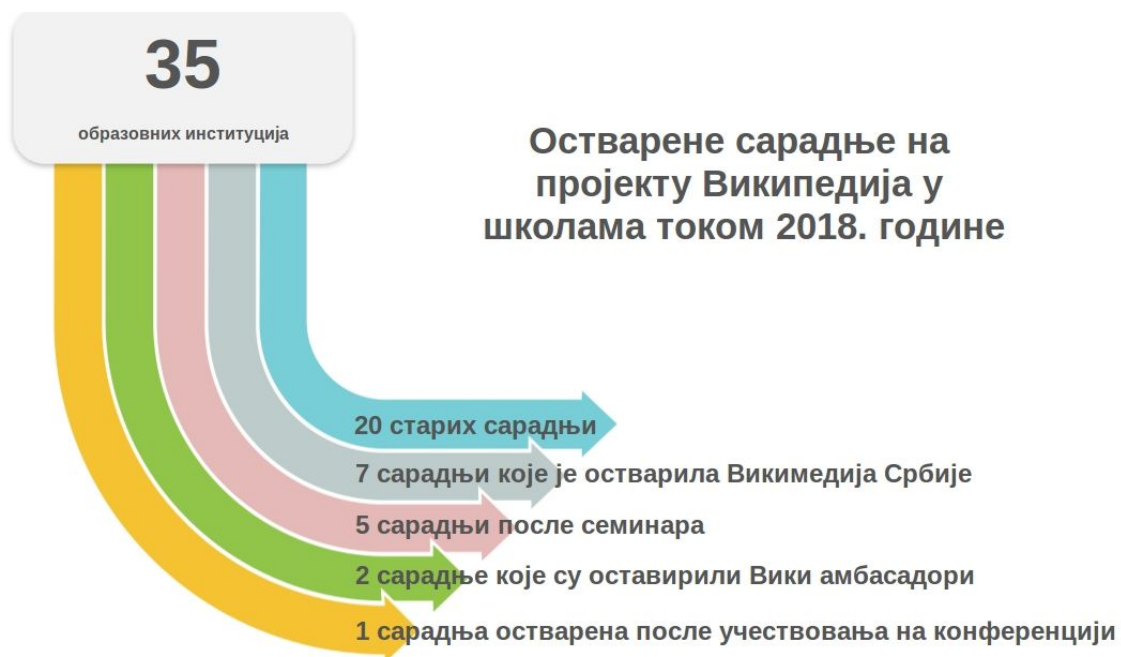 35
образовних институција
Остварене сарадње на
пројекту Википедија у
школама током 2018. године
20 старих сарадњи
7 сарадњи које је остварила Викимедија Србије
5 сарадњи после семинара
2 сарадње које су оставирили Вики амбасадори
1 сарадња остварена после учествовања на конференцији